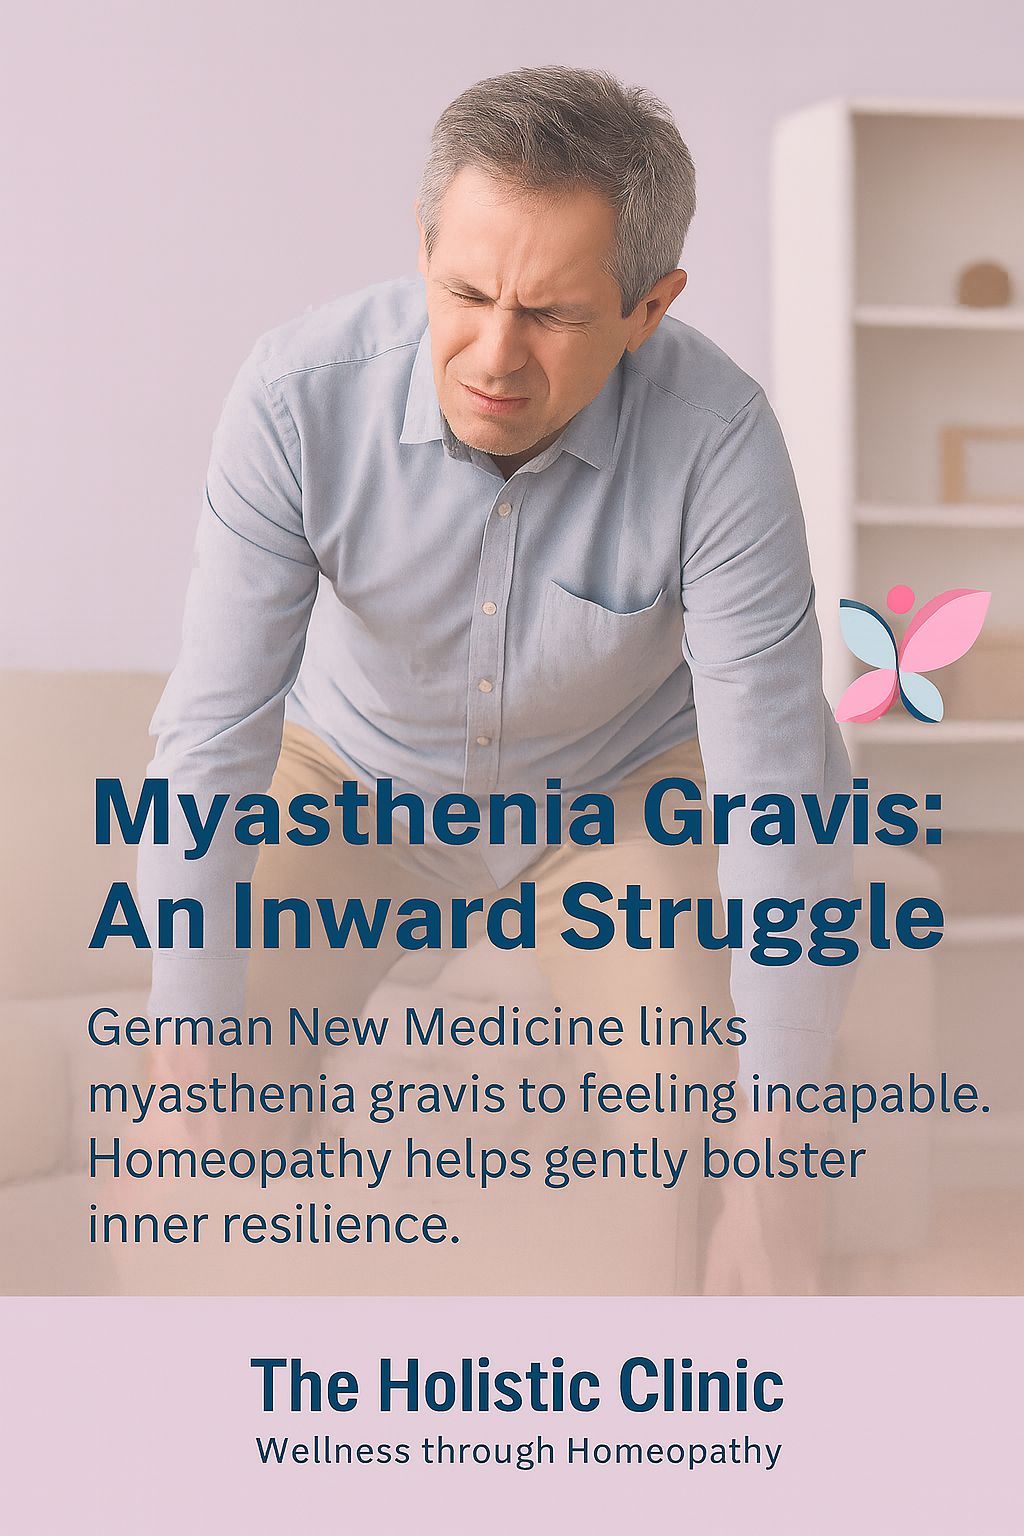 Myasthenia Gravis:
An Inward Struggle
German New Medicine links
myasthenia gravis to feeling incapable.
Homeopathy helps gently bolster
inner resilience.
The Holistic Clinic
Wellness through Homeopathy